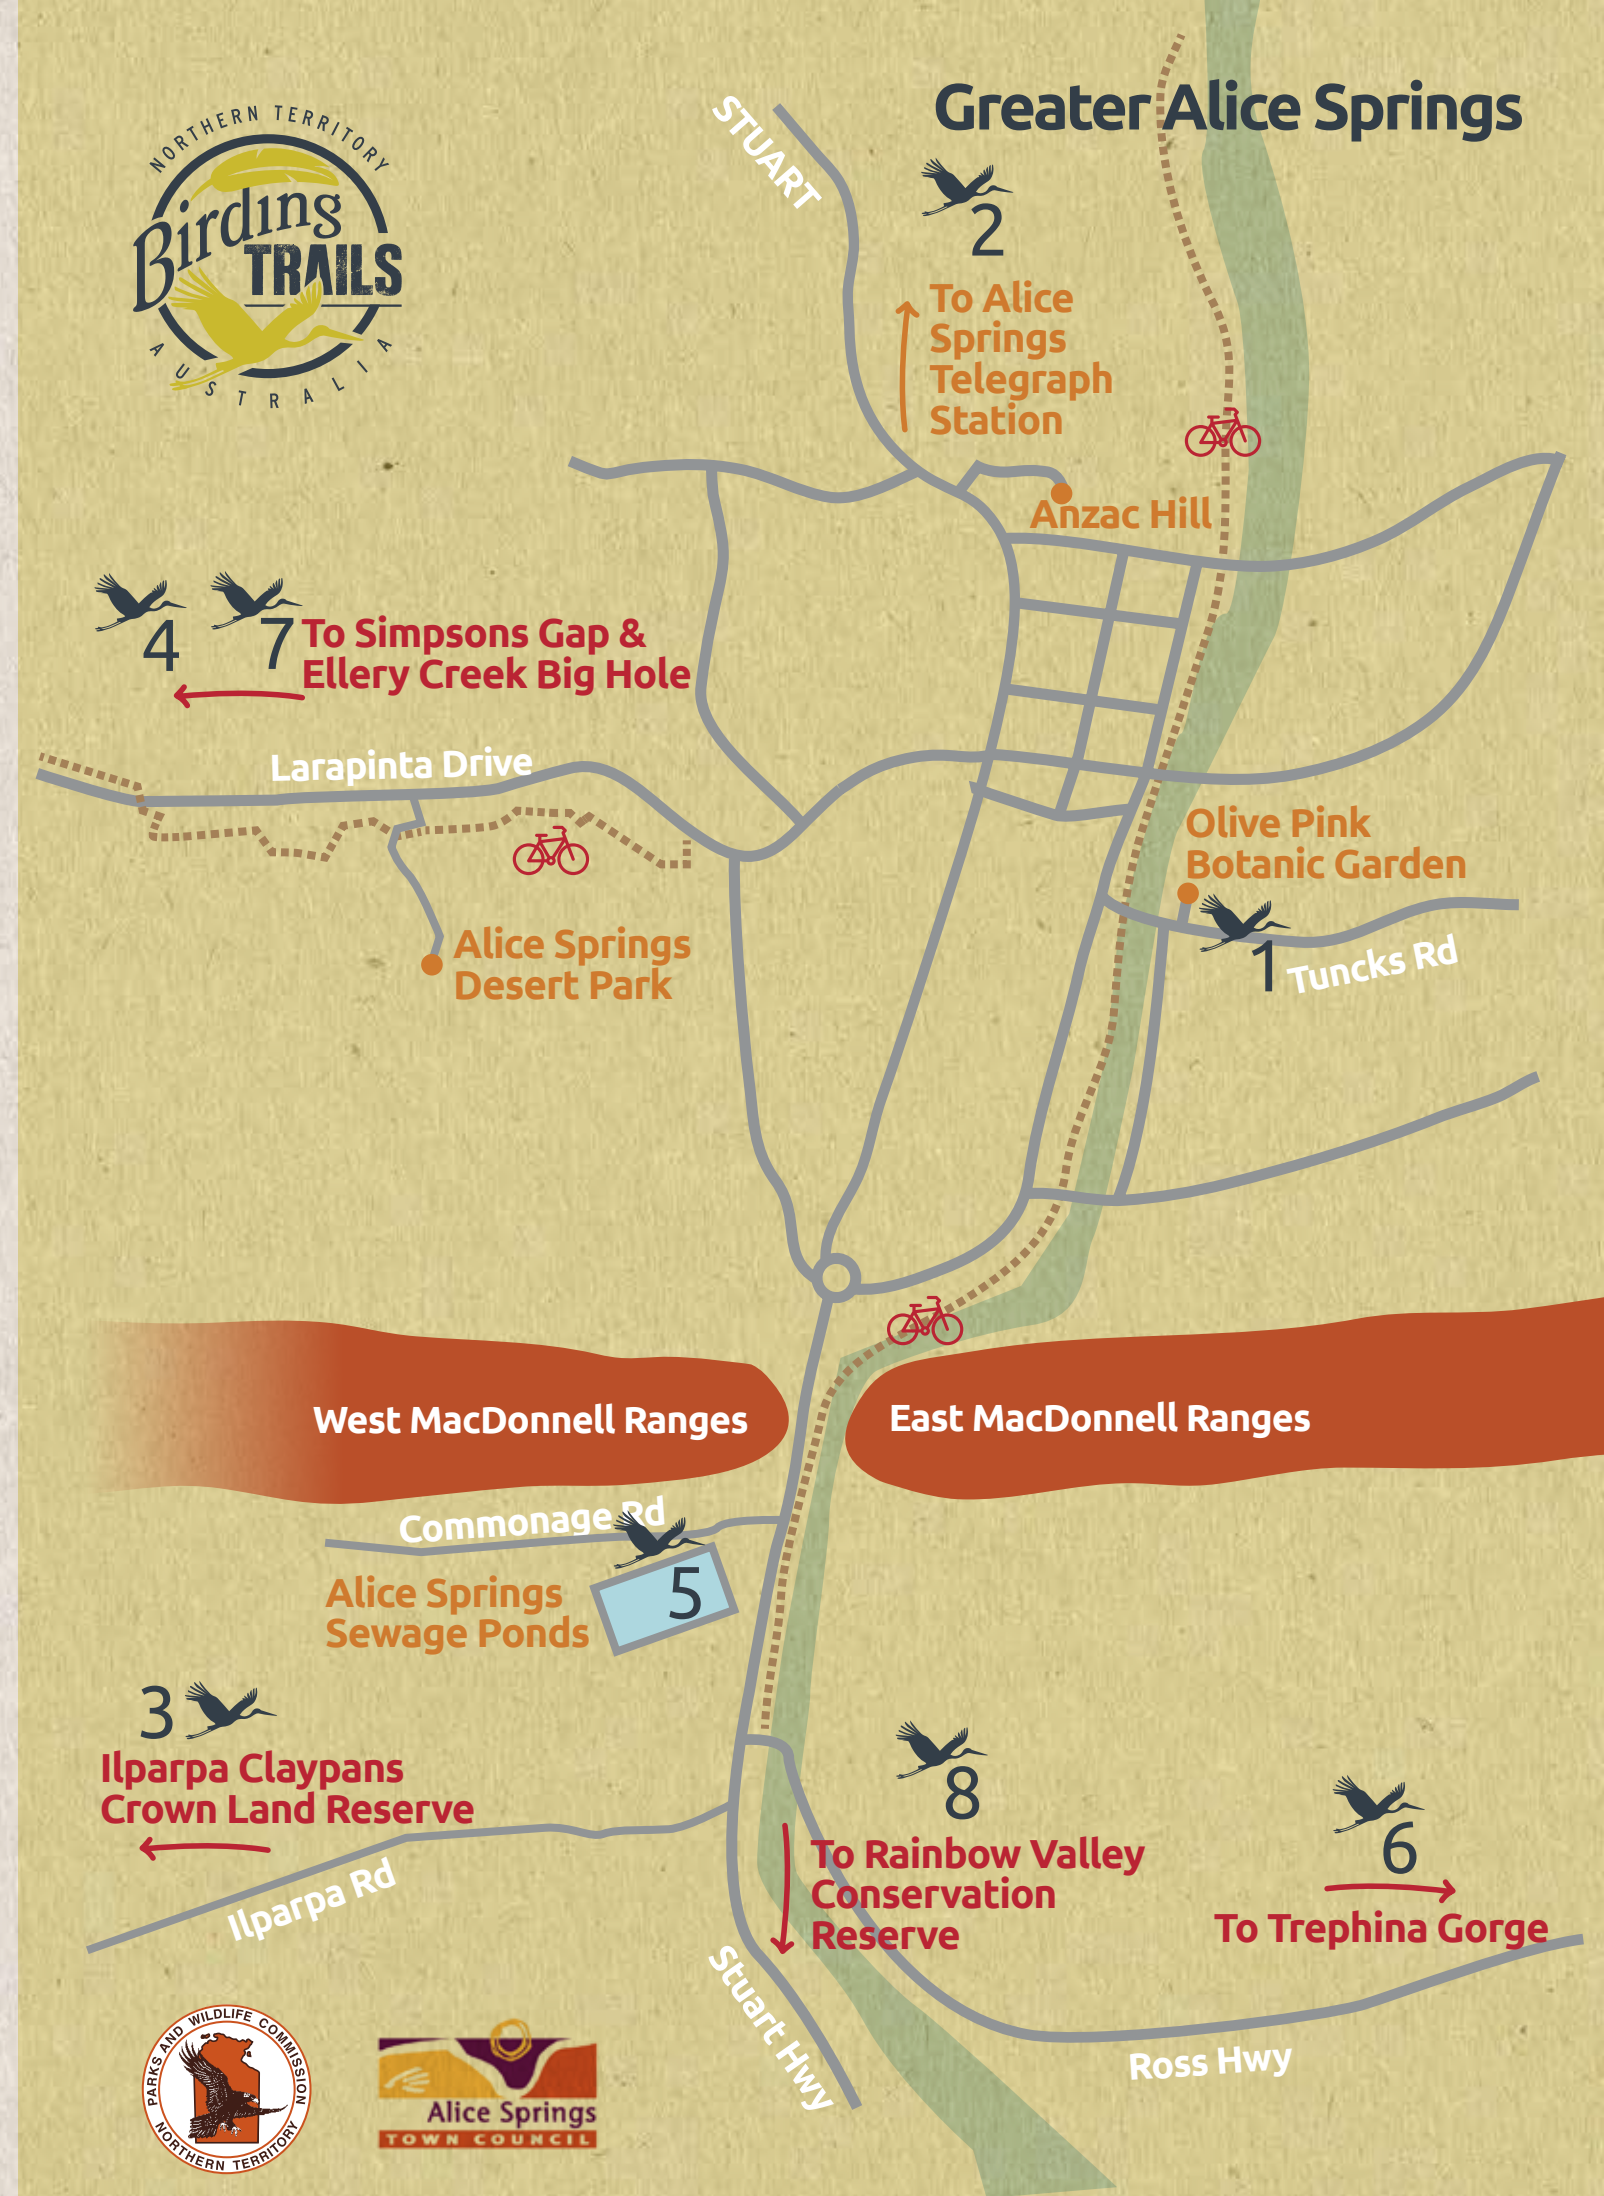 Greater Alice Springs
NORTHERN TERRITORY
Birding
TRAILS
AUSTRALIA
STUART
2
To Alice
Springs
Telegraph
Station
Anzac Hill
4
7
To Simpsons Gap &
Ellery Creek Big Hole
Larapinta Drive
Olive Pink
Botanic Garden
1
Tuncks Rd
Alice Springs
Desert Park
West MacDonnell Ranges
East MacDonnell Ranges
Commonage Rd
5
Alice Springs
Sewage Ponds
3
Ilparpa Claypans
Crown Land Reserve
Ilparpa Rd
8
To Rainbow Valley
Conservation
Reserve
6
To Trephina Gorge
Stuart Hwy
Ross Hwy
PARKS AND WILDLIFE COMMISSION
NORTHERN TERRITORY
Alice Springs
TOWN COUNCIL